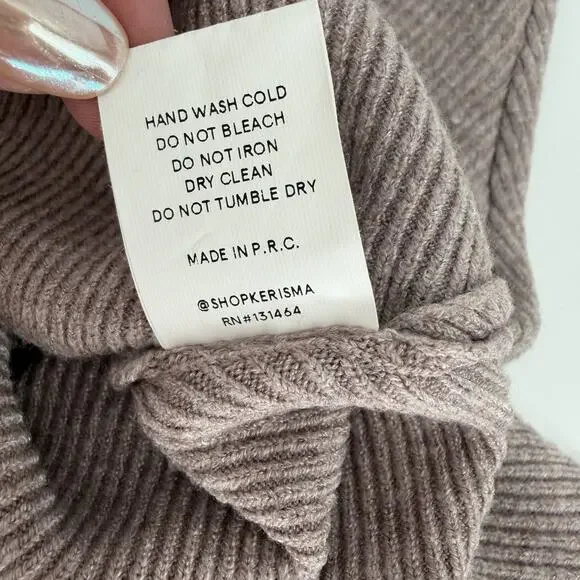 HAND WASH COLD
DO NOT BLEACH
DO NOT IRON
DRY CLEAN
DO NOT TUMBLE DRY
MADE IN P.R.C.
@SHOPKERISMA
RN#131464